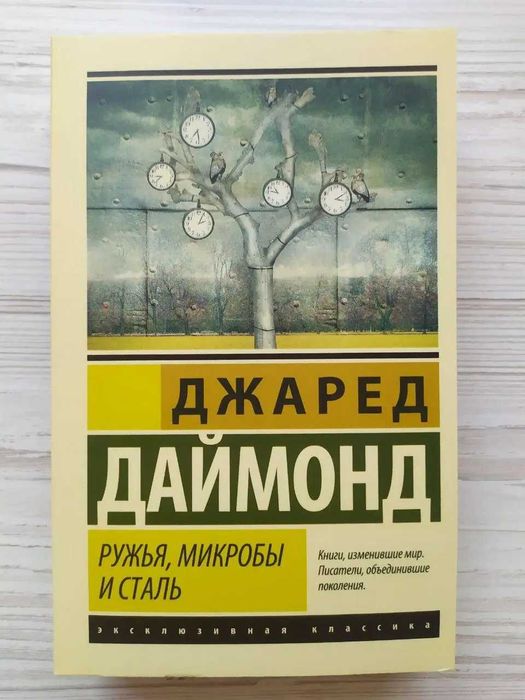 ДЖАРЕД
ДАЙМОНД
РУЖЬЯ, МИКРОБЫ
И СТАЛЬ
Книги, изменившие мир.
Писатели, объединившие
поколения.
эксклюзивная классика